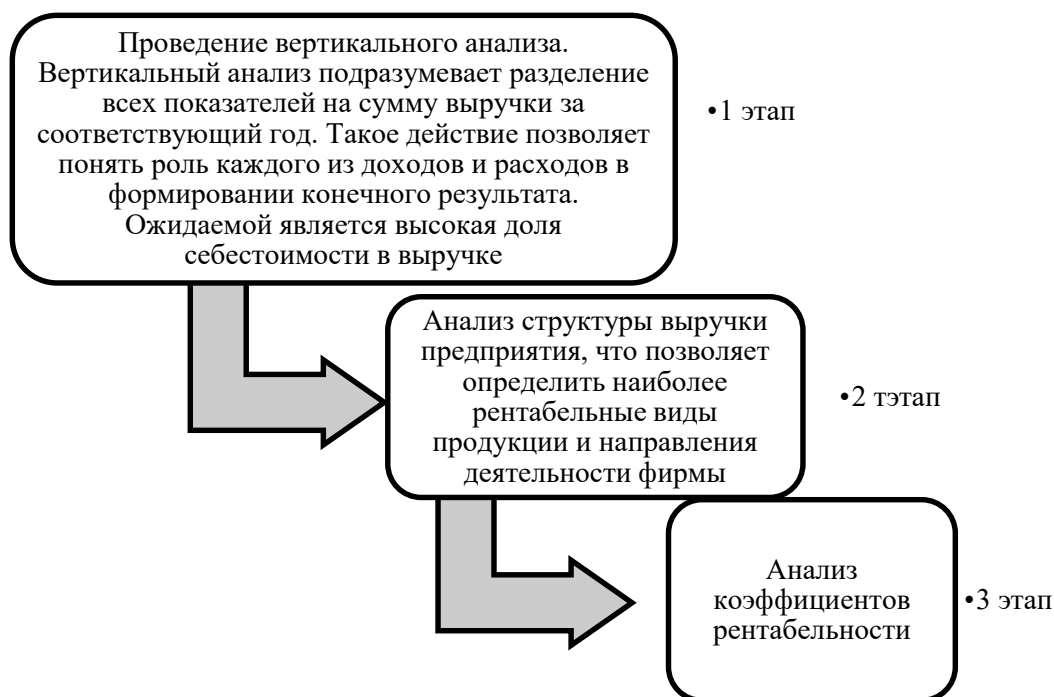 Проведение вертикального анализа.
Вертикальный анализ подразумевает разделение
всех показателей на сумму выручки за
соответствующий год. Такое действие позволяет
понять роль каждого из доходов и расходов в
формировании конечного результата.
Ожидаемой является высокая доля
себестоимости в выручке
•1 этап
Анализ структуры выручки
предприятия, что позволяет
определить наиболее
рентабельные виды
продукции и направления
деятельности фирмы
•2 тэтап
Анализ
коэффициентов
рентабельности
•3 этап